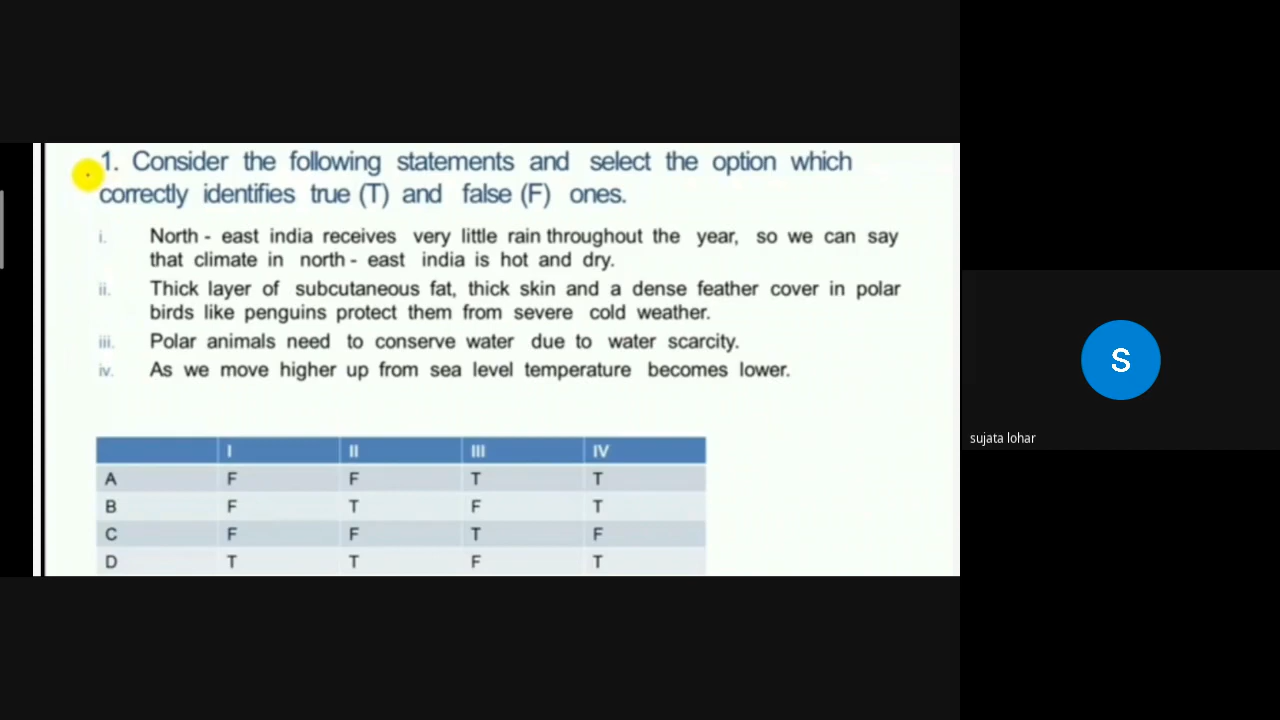 1. Consider the following statements and select the option which
correctly identifies true (T) and false (F) ones.
i. North - east india receives very little rain throughout the year, so we can say
that climate in north - east india is hot and dry.
ii. Thick layer of subcutaneous fat, thick skin and a dense feather cover in polar
birds like penguins protect them from severe cold weather.
iii. Polar animals need to conserve water due to water scarcity.
iv. As we move higher up from sea level temperature becomes lower.
I II III IV
A F F T T
B F T F T
C F F T F
D T T F T
S
sujata lohar